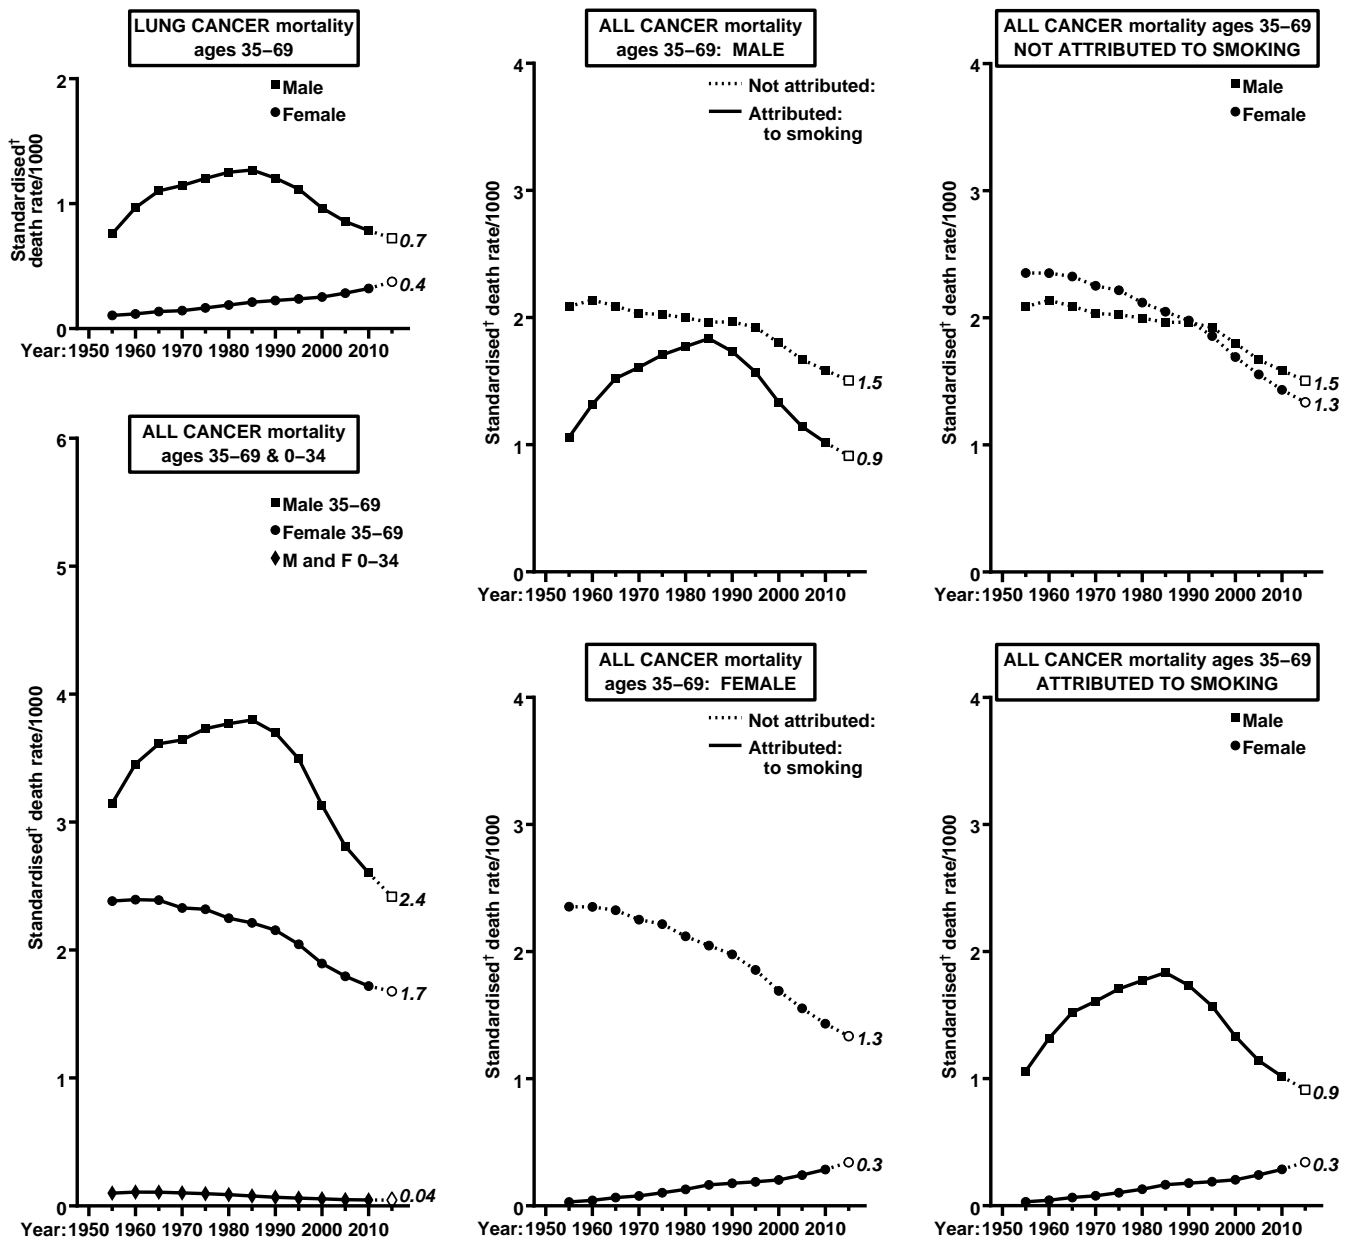 LUNG CANCER mortality
ages 35–69
Male
Female
Standardised†
death rate/1000
2
1
0
0.7
0.4
Year: 1950 1960 1970 1980 1990 2000 2010
ALL CANCER mortality
ages 35–69 & 0–34
Male 35–69
Female 35–69
M and F 0–34
Standardised† death rate/1000
6
5
4
3
2
1
0
2.4
1.7
0.04
Year: 1950 1960 1970 1980 1990 2000 2010
ALL CANCER mortality
ages 35–69: MALE
Not attributed:
Attributed:
to smoking
Standardised† death rate/1000
4
3
2
1
0
1.5
0.9
Year: 1950 1960 1970 1980 1990 2000 2010
ALL CANCER mortality
ages 35–69: FEMALE
Not attributed:
Attributed:
to smoking
Standardised† death rate/1000
4
3
2
1
0
1.3
0.3
Year: 1950 1960 1970 1980 1990 2000 2010
ALL CANCER mortality ages 35–69
NOT ATTRIBUTED TO SMOKING
Male
Female
Standardised† death rate/1000
4
3
2
1
0
1.5
1.3
Year: 1950 1960 1970 1980 1990 2000 2010
ALL CANCER mortality ages 35–69
ATTRIBUTED TO SMOKING
Male
Female
Standardised† death rate/1000
4
3
2
1
0
0.9
0.3
Year: 1950 1960 1970 1980 1990 2000 2010